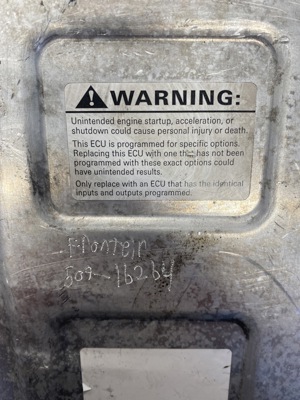 WARNING:
Unintended engine startup, acceleration, or
shutdown could cause personal injury or death.
This ECU is programmed for specific options.
Replacing this ECU with one that has not been
programmed with these exact options could
have unintended results.
Only replace with an ECU that has the identical
inputs and outputs programmed.